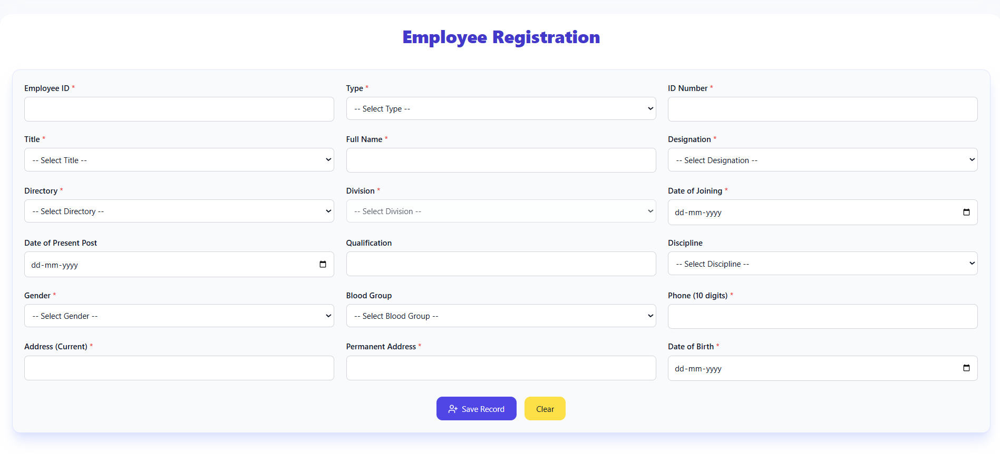 Employee Registration
Employee ID * Type * ID Number *
-- Select Type --
Title * Full Name * Designation *
-- Select Title -- -- Select Designation --
Directory * Division * Date of Joining *
-- Select Directory -- -- Select Division -- dd-mm-yyyy
Date of Present Post Qualification Discipline
dd-mm-yyyy -- Select Discipline --
Gender * Blood Group Phone (10 digits) *
-- Select Gender -- -- Select Blood Group --
Address (Current) * Permanent Address * Date of Birth *
dd-mm-yyyy
Save Record Clear